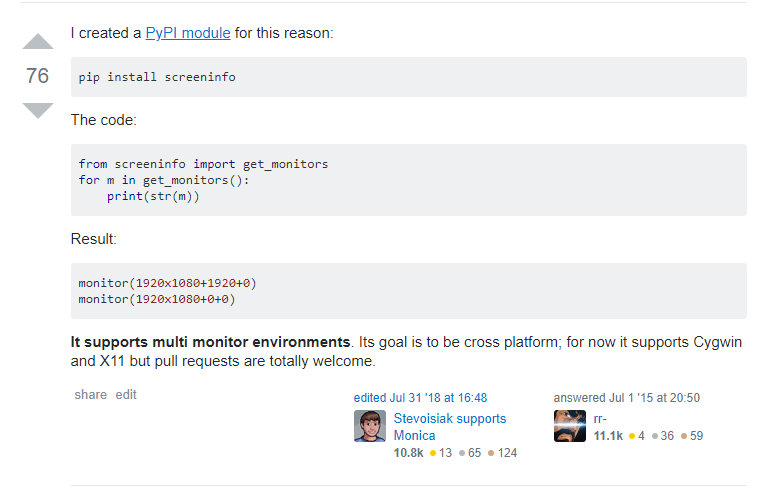 I created a PyPI module for this reason:
76
pip install screeninfo
The code:
from screeninfo import get_monitors
for m in get_monitors():
    print(str(m))
Result:
monitor(1920x1080+1920+0)
monitor(1920x1080+0+0)
It supports multi monitor environments. Its goal is to be cross platform; for now it supports Cygwin
and X11 but pull requests are totally welcome.
share edit
edited Jul 31 '18 at 16:48
Stevoisiak supports
Monica
10.8k ● 13 ● 65 ● 124
answered Jul 1 '15 at 20:50
rr-
11.1k ● 4 ● 36 ● 59